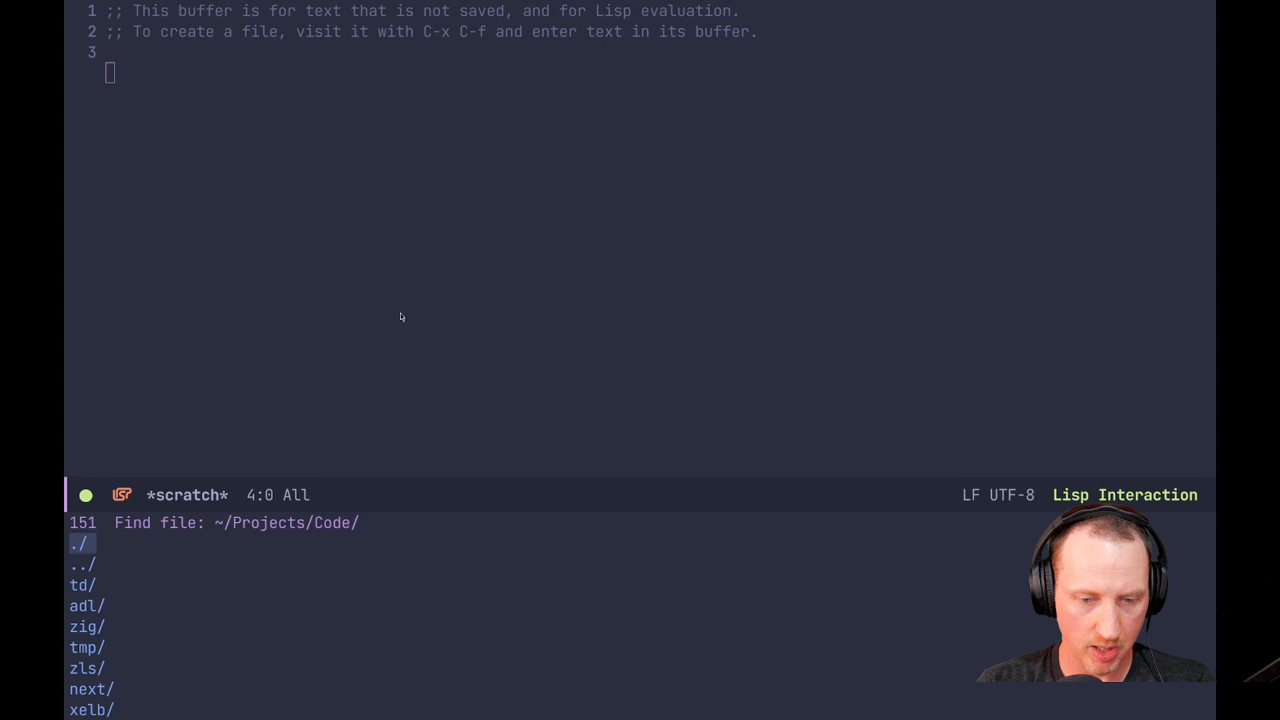 1 ;; This buffer is for text that is not saved, and for Lisp evaluation.
2 ;; To create a file, visit it with C-x C-f and enter text in its buffer.
3
*scratch* 4:0 All LF UTF-8 Lisp Interaction
151 Find file: ~/Projects/Code/
./
../
td/
adl/
zig/
tmp/
zls/
next/
xelb/